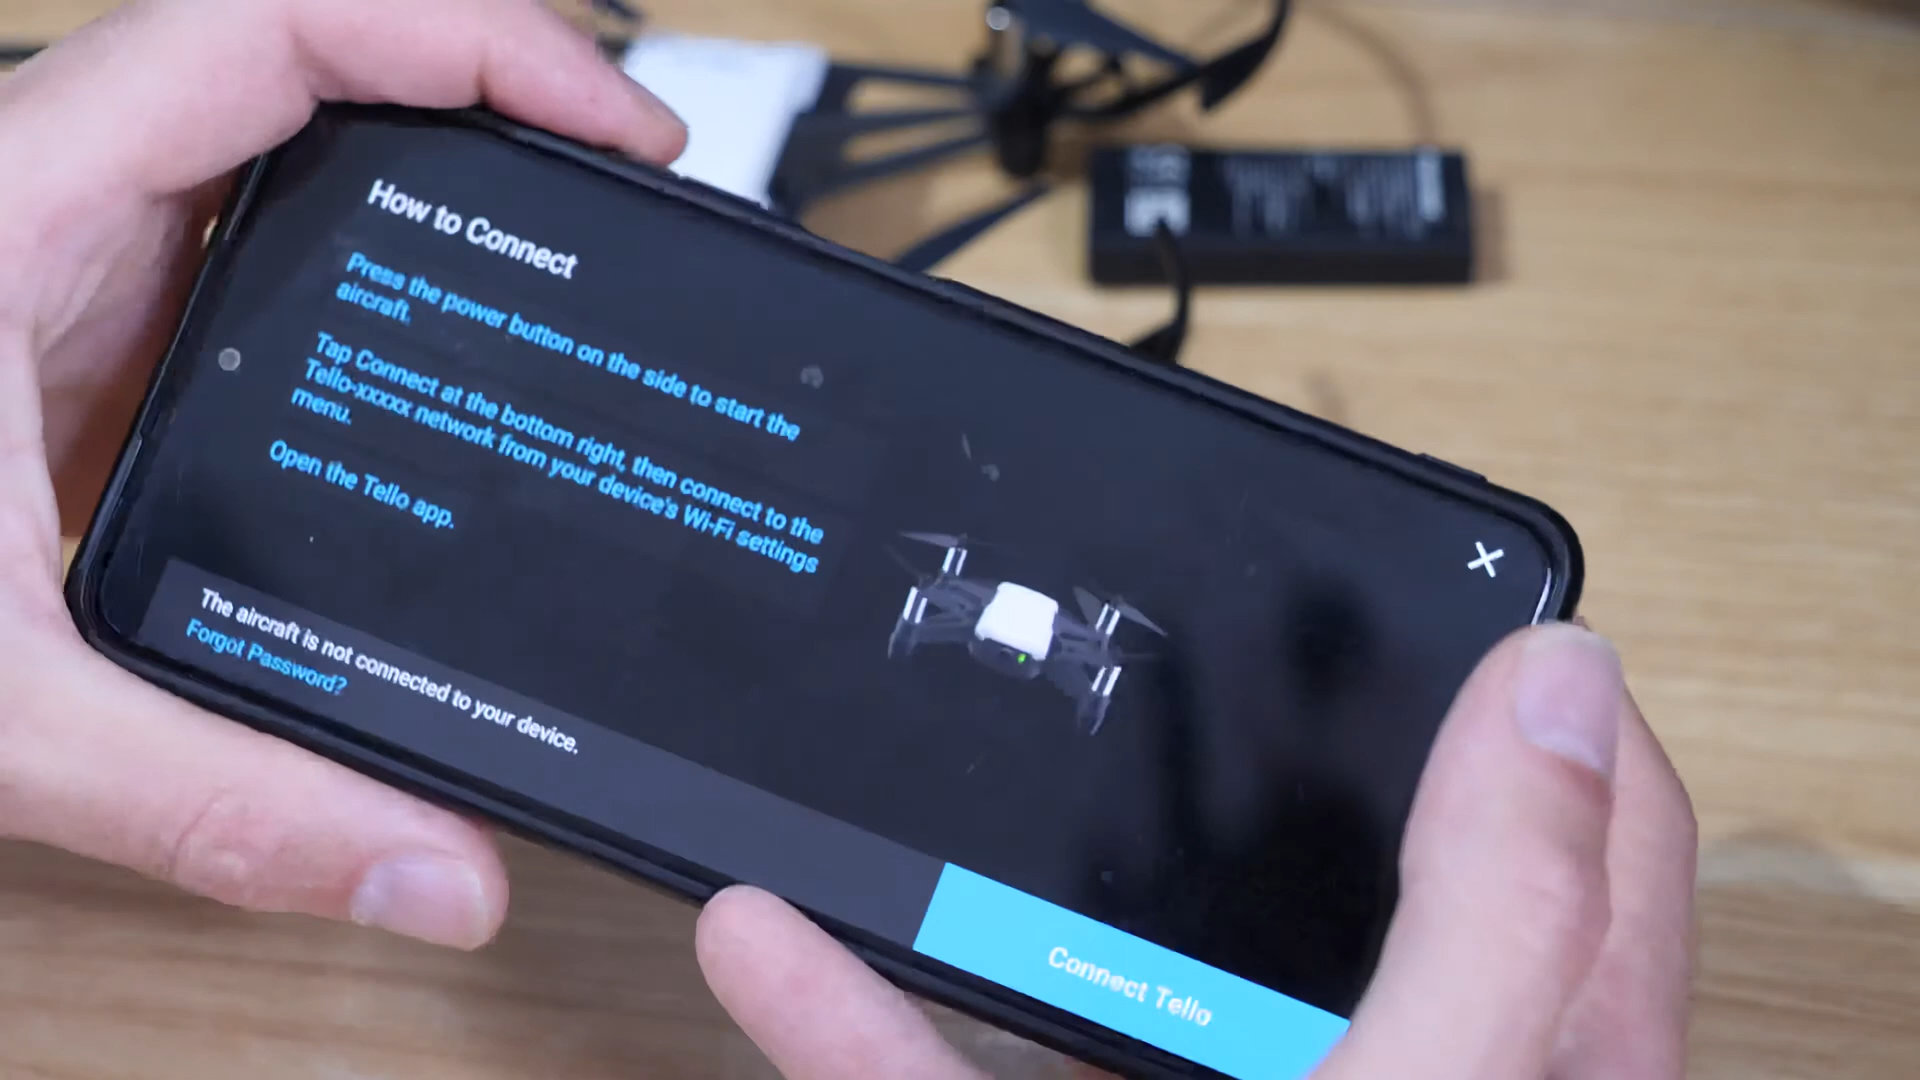 How to Connect
Press the power button on the side to start the
aircraft.
Tap Connect at the bottom right, then connect to the
Tello-xxxxx network from your device's Wi-Fi settings
menu.
Open the Tello app.
The aircraft is not connected to your device.
Forgot Password?
Connect Tello